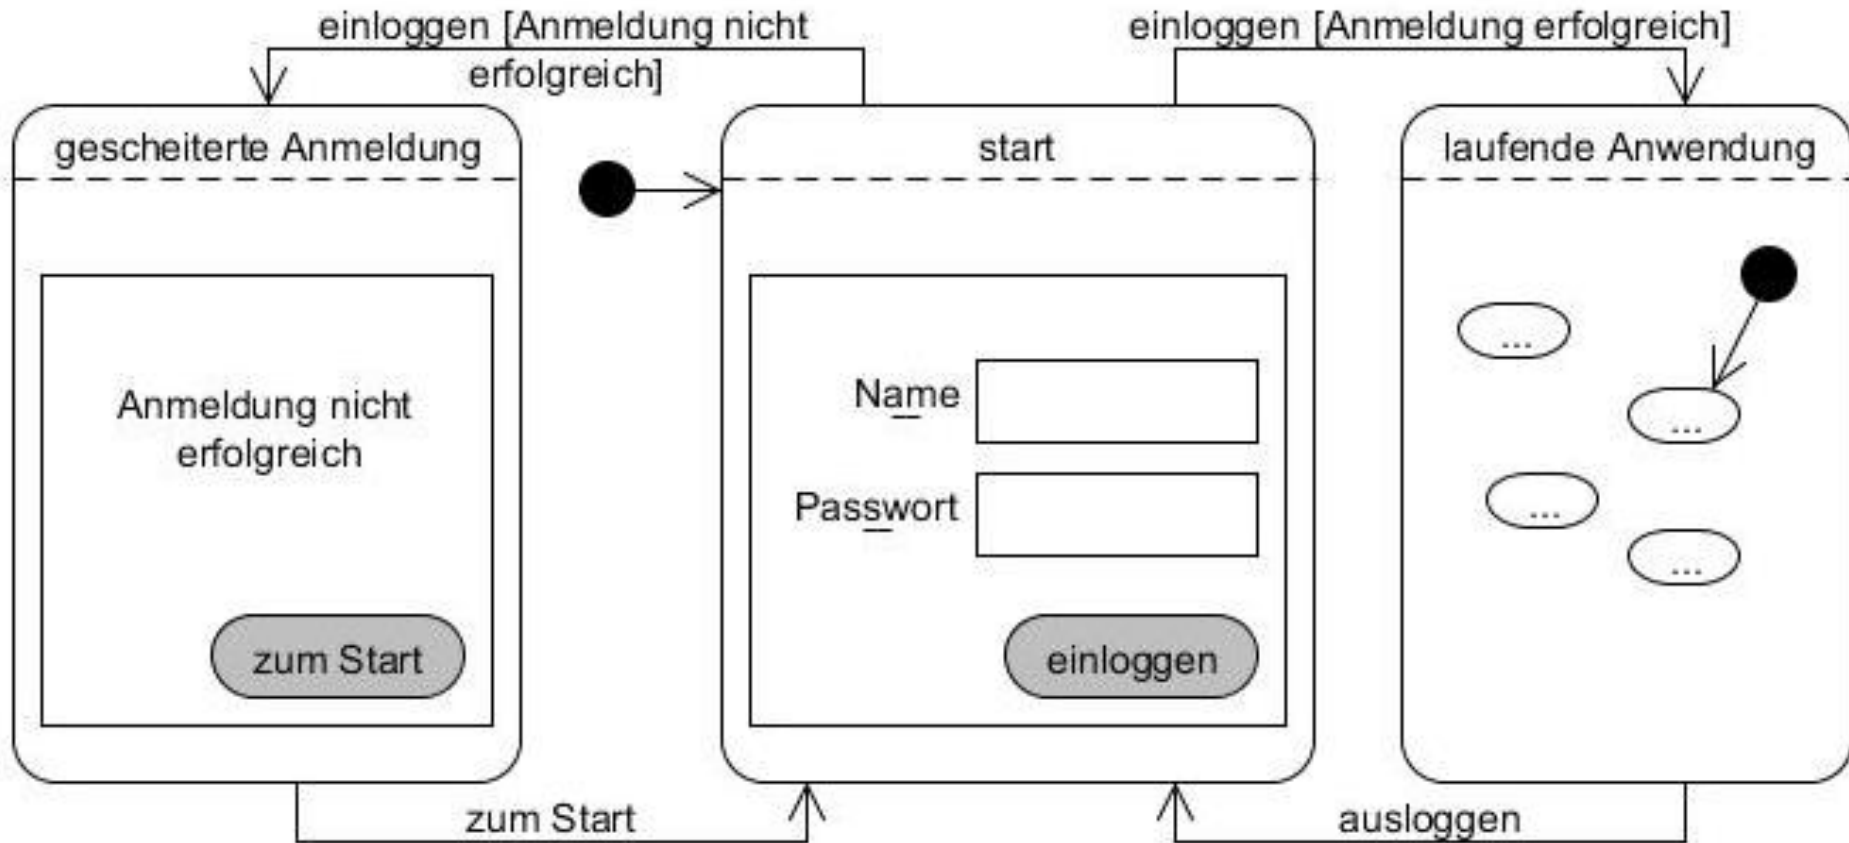 einloggen [Anmeldung nicht
erfolgreich]
einloggen [Anmeldung erfolgreich]
gescheiterte Anmeldung
start
laufende Anwendung
Anmeldung nicht
erfolgreich
zum Start
Name
Passwort
einloggen
...
...
...
...
zum Start
ausloggen